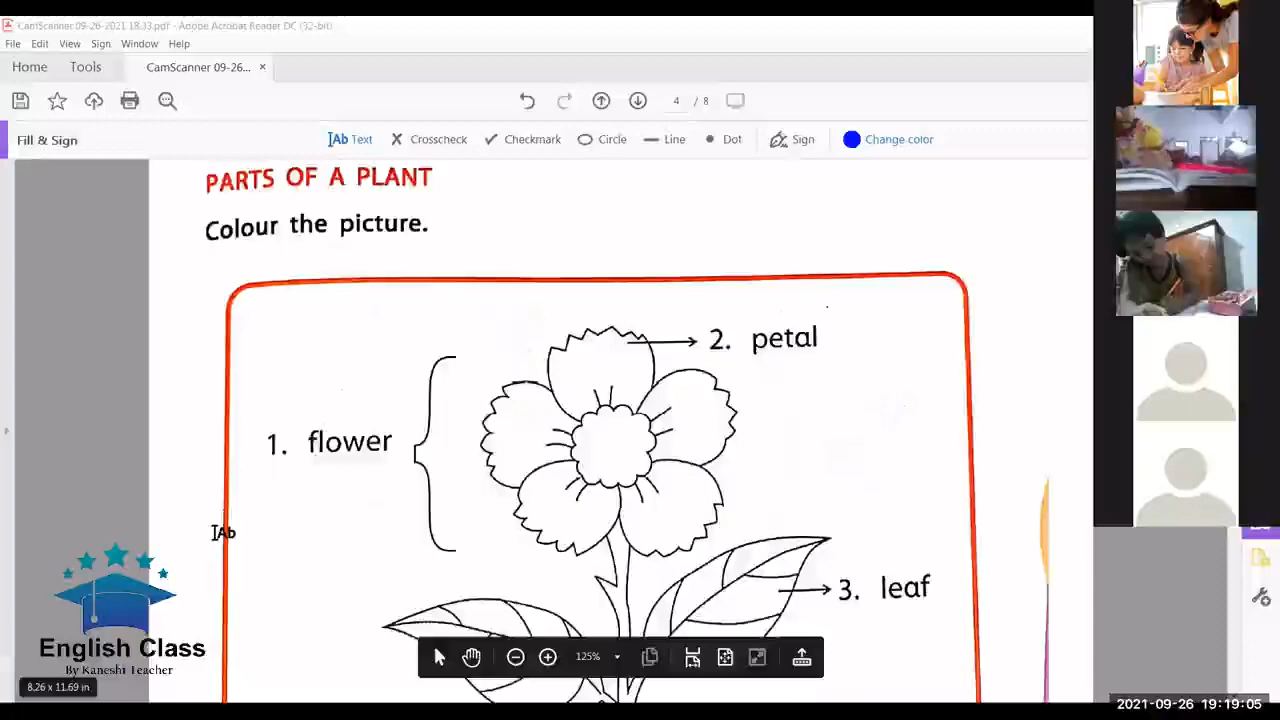 CamScanner 09-26-2021 18.33.pdf - Adobe Acrobat Reader DC (32-bit)
File Edit View Sign Window Help
Home Tools CamScanner 09-26... ×
4 / 8
Fill & Sign
Ab Text Crosscheck Checkmark Circle Line Dot Sign Change color
PARTS OF A PLANT
Colour the picture.
2. petal
1. flower
Ab
3. leaf
English Class
By Kaneshi Teacher
125%
8.26 x 11.69 in
2021-09-26 19:19:05